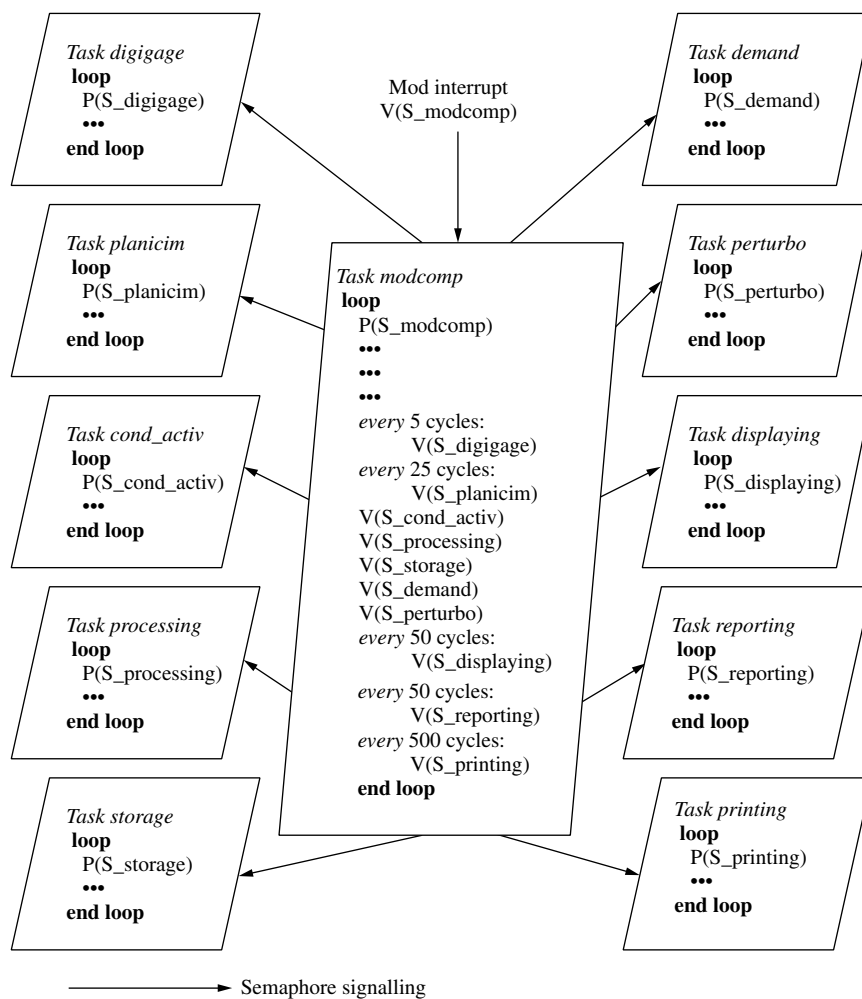 Task digigage
loop
P(S_digigage)
•••
end loop
Mod interrupt
V(S_modcomp)
Task demand
loop
P(S_demand)
•••
end loop
Task planicim
loop
P(S_planicim)
•••
end loop
Task modcomp
loop
P(S_modcomp)
•••
•••
•••
every 5 cycles:
V(S_digigage)
every 25 cycles:
V(S_planicim)
V(S_cond_activ)
V(S_processing)
V(S_storage)
V(S_demand)
V(S_perturbo)
every 50 cycles:
V(S_displaying)
every 50 cycles:
V(S_reporting)
every 500 cycles:
V(S_printing)
end loop
Task perturbo
loop
P(S_perturbo)
•••
end loop
Task cond_activ
loop
P(S_cond_activ)
•••
end loop
Task displaying
loop
P(S_displaying)
•••
end loop
Task processing
loop
P(S_processing)
•••
end loop
Task reporting
loop
P(S_reporting)
•••
end loop
Task storage
loop
P(S_storage)
•••
end loop
Task printing
loop
P(S_printing)
•••
end loop
Semaphore signalling